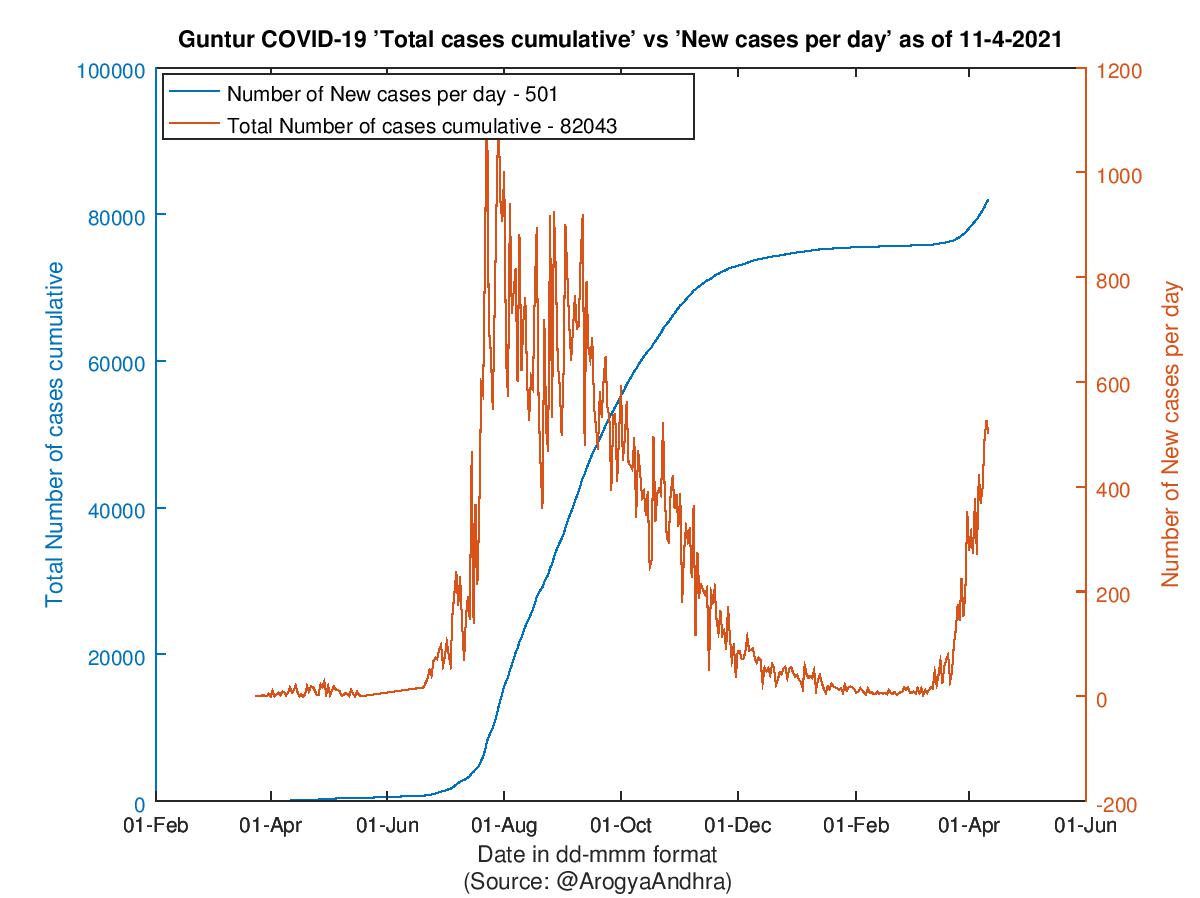 Guntur COVID-19 ’Total cases cumulative’ vs ’New cases per day’ as of 11-4-2021
100000
80000
60000
40000
20000
0
Total Number of cases cumulative
Number of New cases per day - 501
Total Number of cases cumulative - 82043
1200
1000
800
600
400
200
0
-200
Number of New cases per day
01-Feb 01-Apr 01-Jun 01-Aug 01-Oct 01-Dec 01-Feb 01-Apr 01-Jun
Date in dd-mmm format
(Source: @ArogyaAndhra)